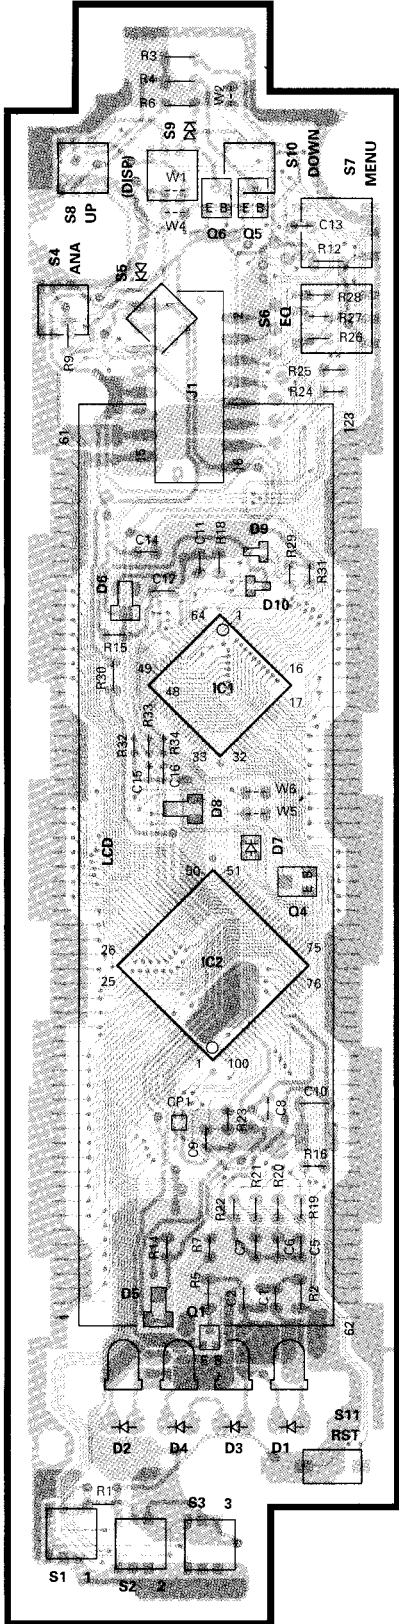 R3
R4
R6
W2
S9
(DISP)
W1
W4
S10
DOWN
S7
MENU
S8
UP
E B
E B
Q6
Q5
C13
R12
S4
ANA
S5
S6
EQ
R28
R27
R26
R9
2
J1
R25
R24
61
123
15
16
C14
C11
R18
D9
R29
R31
D6
C17
D10
64
1
R15
R30
49
48
IC1
16
17
R33
R32
R34
33
32
C15
C16
W6
W5
D8
D7
LCD
50
51
E B
Q4
26
25
IC2
75
76
1
100
CP1
C10
C8
R23
C9
R16
R21
R20
R22
R19
R14
R7
C7
C6
C5
R5
C2
C1
R2
D5
Q1
E B
62
D2
D4
D3
D1
S11
RST
R1
S3
3
S1
1
S2
2